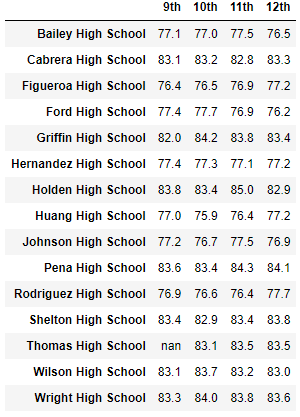 9th 10th 11th 12th
Bailey High School 77.1 77.0 77.5 76.5
Cabrera High School 83.1 83.2 82.8 83.3
Figueroa High School 76.4 76.5 76.9 77.2
Ford High School 77.4 77.7 76.9 76.2
Griffin High School 82.0 84.2 83.8 83.4
Hernandez High School 77.4 77.3 77.1 77.2
Holden High School 83.8 83.4 85.0 82.9
Huang High School 77.0 75.9 76.4 77.2
Johnson High School 77.2 76.7 77.5 76.9
Pena High School 83.6 83.4 84.3 84.1
Rodriguez High School 76.9 76.6 76.4 77.7
Shelton High School 83.4 82.9 83.4 83.8
Thomas High School nan 83.1 83.5 83.5
Wilson High School 83.1 83.7 83.2 83.0
Wright High School 83.3 84.0 83.8 83.6